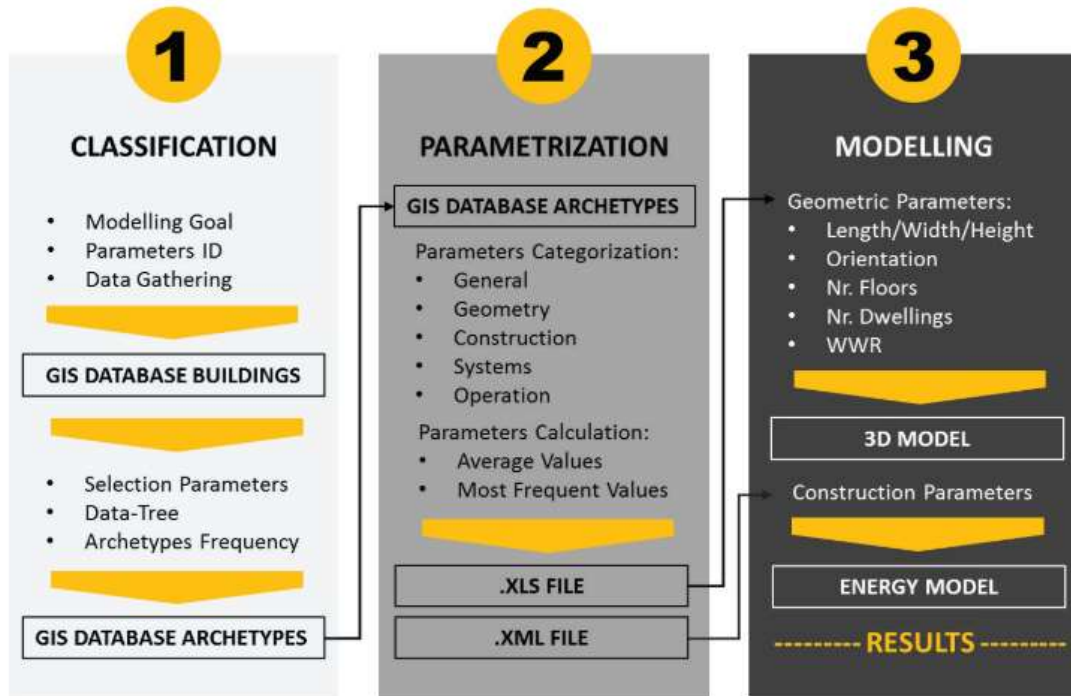 1
CLASSIFICATION
• Modelling Goal
• Parameters ID
• Data Gathering
GIS DATABASE BUILDINGS
• Selection Parameters
• Data-Tree
• Archetypes Frequency
GIS DATABASE ARCHETYPES
2
PARAMETRIZATION
GIS DATABASE ARCHETYPES
Parameters Categorization:
• General
• Geometry
• Construction
• Systems
• Operation
Parameters Calculation:
• Average Values
• Most Frequent Values
.XLS FILE
.XML FILE
3
MODELLING
Geometric Parameters:
• Length/Width/Height
• Orientation
• Nr. Floors
• Nr. Dwellings
• WWR
3D MODEL
Construction Parameters
ENERGY MODEL
--------- RESULTS ---------